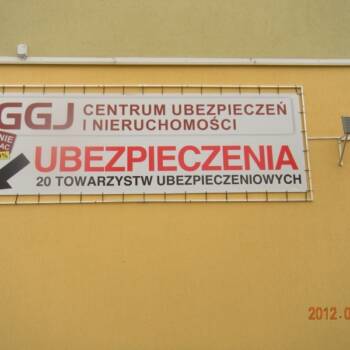 GGJ CENTRUM UBEZPIECZEŃ
I NIERUCHOMOŚCI
UBEZPIECZENIA
20 TOWARZYSTW UBEZPIECZENIOWYCH
2012.0